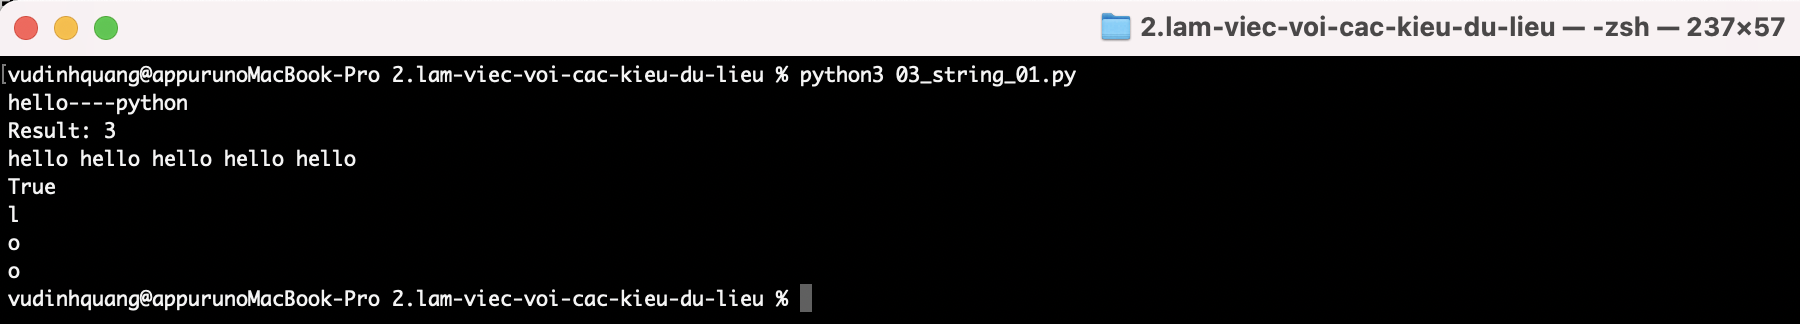 2.lam-viec-voi-cac-kieu-du-lieu — -zsh — 237×57
vudinhquang@appurunoMacBook-Pro 2.lam-viec-voi-cac-kieu-du-lieu % python3 03_string_01.py
hello----python
Result: 3
hello hello hello hello hello
True
l
o
o
vudinhquang@appurunoMacBook-Pro 2.lam-viec-voi-cac-kieu-du-lieu %